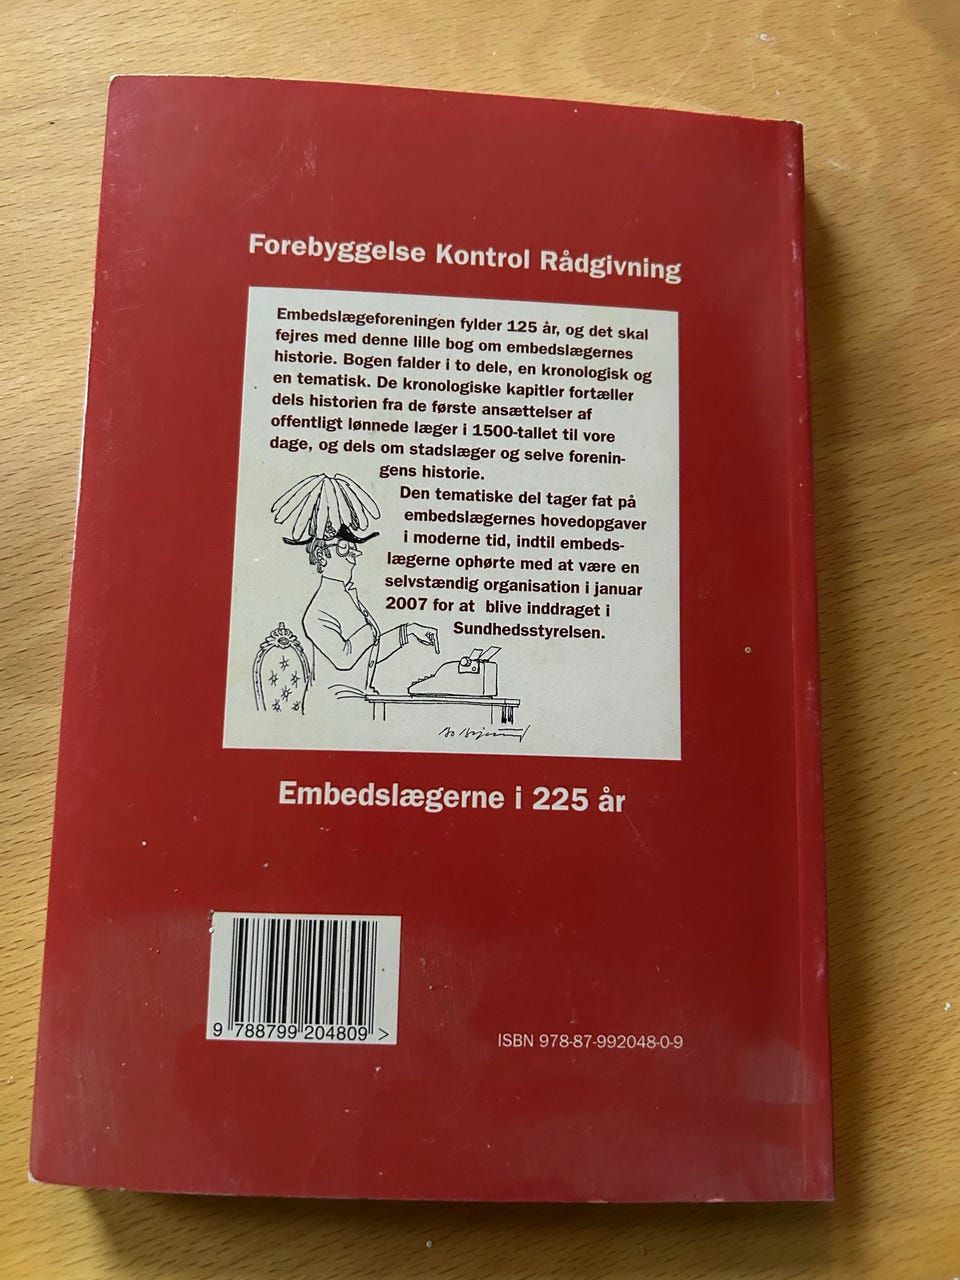 Forebyggelse Kontrol Rådgivning
Embedslægeforeningen fylder 125 år, og det skal
fejres med denne lille bog om embedslægernes
historie. Bogen falder i to dele, en kronologisk og
en tematisk. De kronologiske kapitler fortæller
dels historien fra de første ansættelser af
offentligt lønnede læger i 1500-tallet til vore
dage, og dels om stadslæger og selve forenin-
gens historie.
Den tematiske del tager fat på
embedslægernes hovedopgaver
i moderne tid, indtil embeds-
lægerne ophørte med at være en
selvstændig organisation i januar
2007 for at blive inddraget i
Sundhedsstyrelsen.
Embedslægerne i 225 år
9 788799 204809 >
ISBN 978-87-992048-0-9